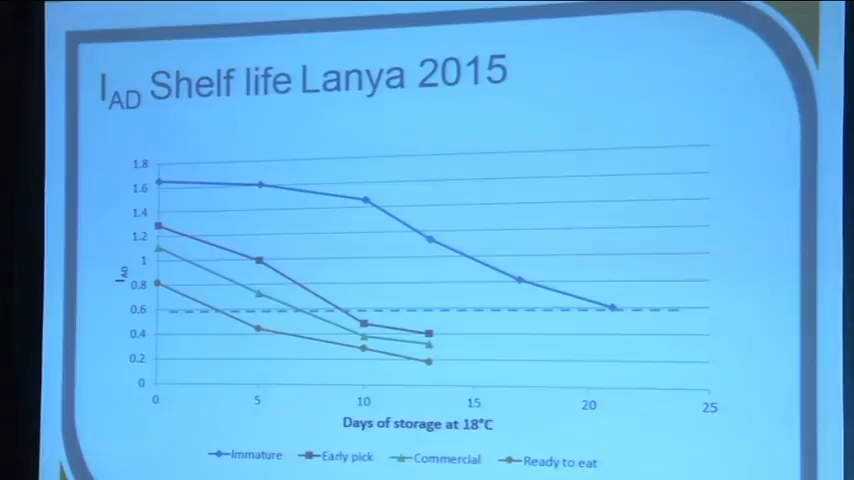 I_AD Shelf life Lanya 2015
1.8
1.6
1.4
1.2
1
0.8
0.6
0.4
0.2
0
I_AD
0 5 10 15 20 25
Days of storage at 18°C
Immature Early pick Commercial Ready to eat